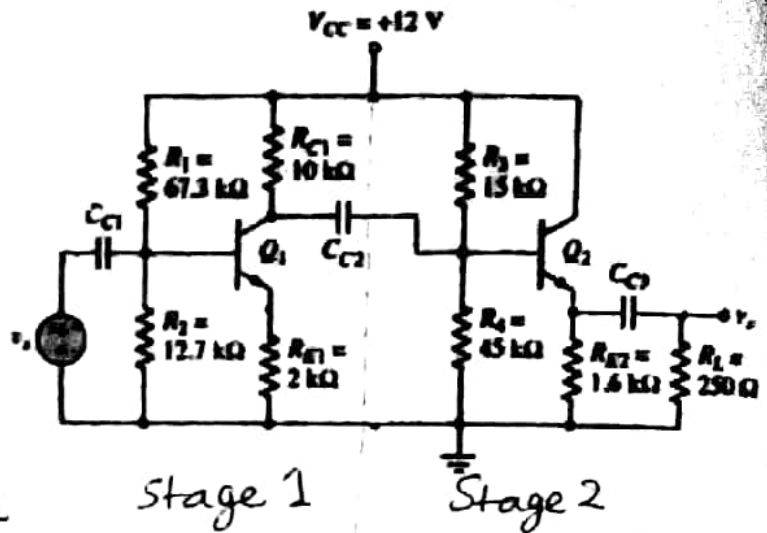 V_CC = +12 V
R_1 =
67.3 kΩ
R_C1 =
10 kΩ
R_3 =
15 kΩ
C_C1
Q_1
C_C2
Q_2
C_C3
R_2 =
12.7 kΩ
R_E1 =
2 kΩ
R_4 =
45 kΩ
R_E2 =
1.6 kΩ
R_L =
250 Ω
v_s
v_o
Stage 1
Stage 2